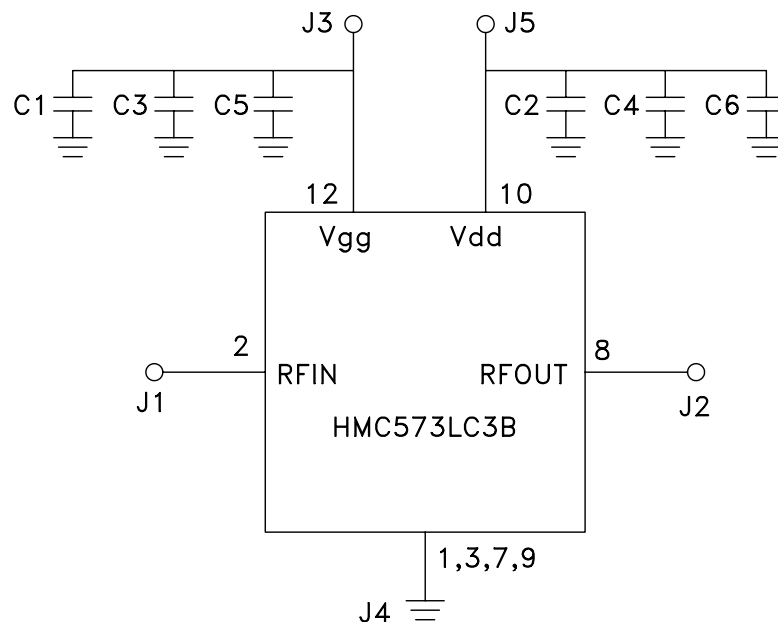 J3 J5
C1 C3 C5 C2 C4 C6
12 10
Vgg Vdd
2 8
RFIN RFOUT
J1 J2
HMC573LC3B
1,3,7,9
J4